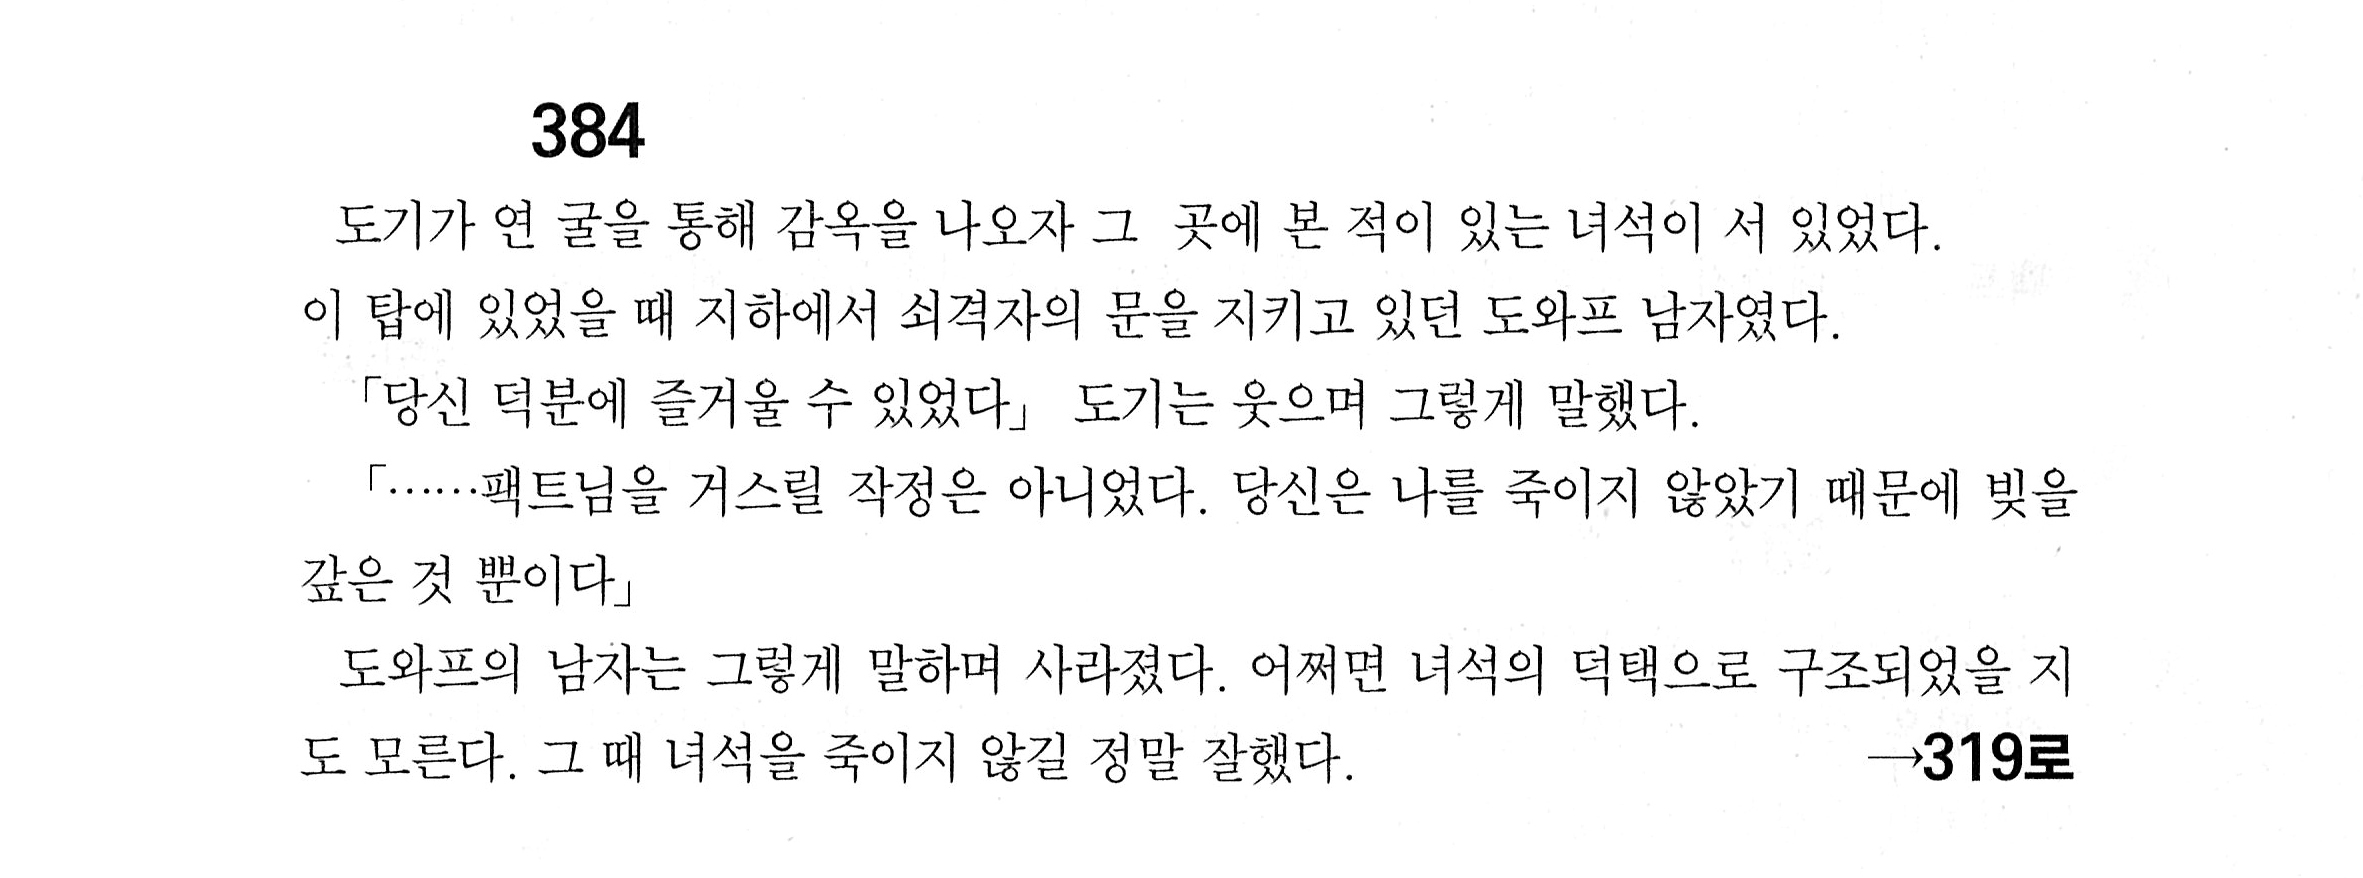 384
도기가 연 굴을 통해 감옥을 나오자 그 곳에 본 적이 있는 녀석이 서 있었다.
이 탑에 있었을 때 지하에서 쇠격자의 문을 지키고 있던 도와프 남자였다.
「당신 덕분에 즐거울 수 있었다」 도기는 웃으며 그렇게 말했다.
「……팩트님을 거스릴 작정은 아니었다. 당신은 나를 죽이지 않았기 때문에 빚을
갚은 것 뿐이다」
도와프의 남자는 그렇게 말하며 사라졌다. 어쩌면 녀석의 덕택으로 구조되었을 지
도 모른다. 그 때 녀석을 죽이지 않길 정말 잘했다. →319로